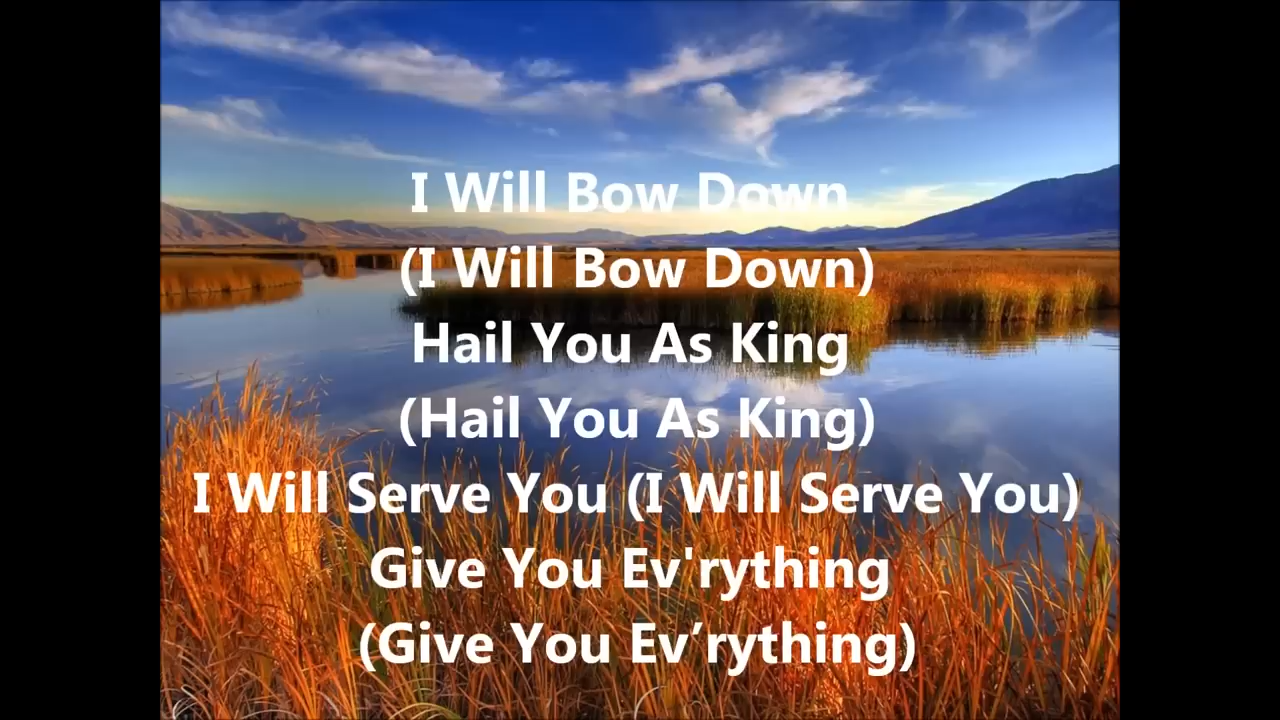 I Will Bow Down
(I Will Bow Down)
Hail You As King
(Hail You As King)
I Will Serve You (I Will Serve You)
Give You Ev'rything
(Give You Ev’rything)